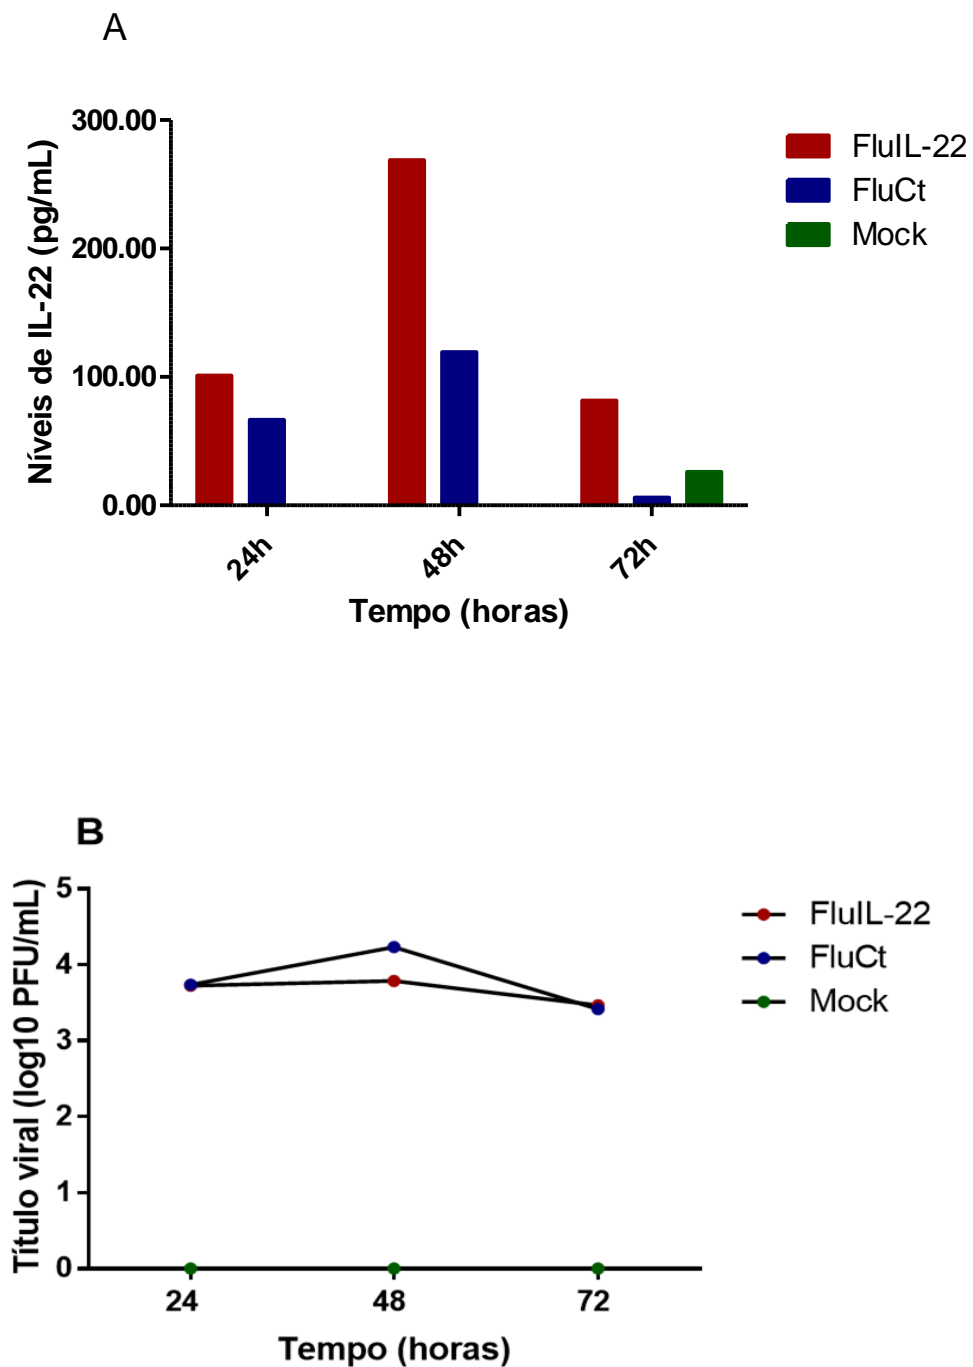 A
300.00
200.00
100.00
0.00
Níveis de IL-22 (pg/mL)
24h
48h
72h
Tempo (horas)
FluIL-22
FluCt
Mock
B
5
4
3
2
1
0
Título viral (log10 PFU/mL)
24
48
72
Tempo (horas)
FluIL-22
FluCt
Mock